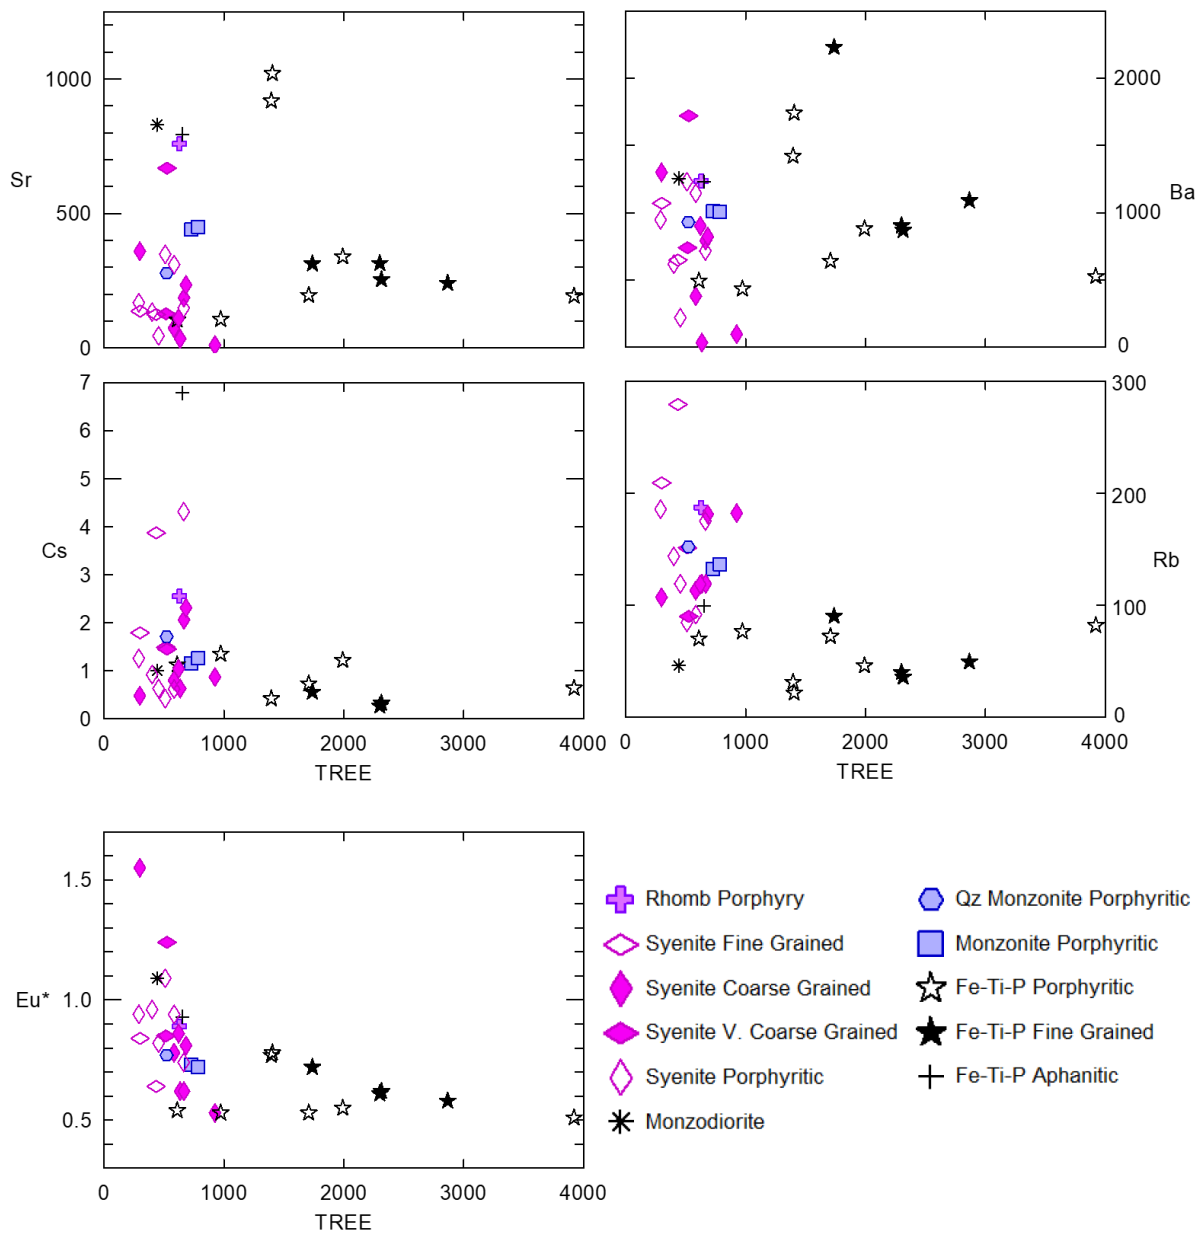 Sr
1000
500
0
Ba
2000
1000
0
Cs
7
6
5
4
3
2
1
0
0 1000 2000 3000 4000
TREE
Rb
300
200
100
0
0 1000 2000 3000 4000
TREE
Eu*
1.5
1.0
0.5
0 1000 2000 3000 4000
TREE
Rhomb Porphyry
Syenite Fine Grained
Syenite Coarse Grained
Syenite V. Coarse Grained
Syenite Porphyritic
Monzodiorite
Qz Monzonite Porphyritic
Monzonite Porphyritic
Fe-Ti-P Porphyritic
Fe-Ti-P Fine Grained
Fe-Ti-P Aphanitic